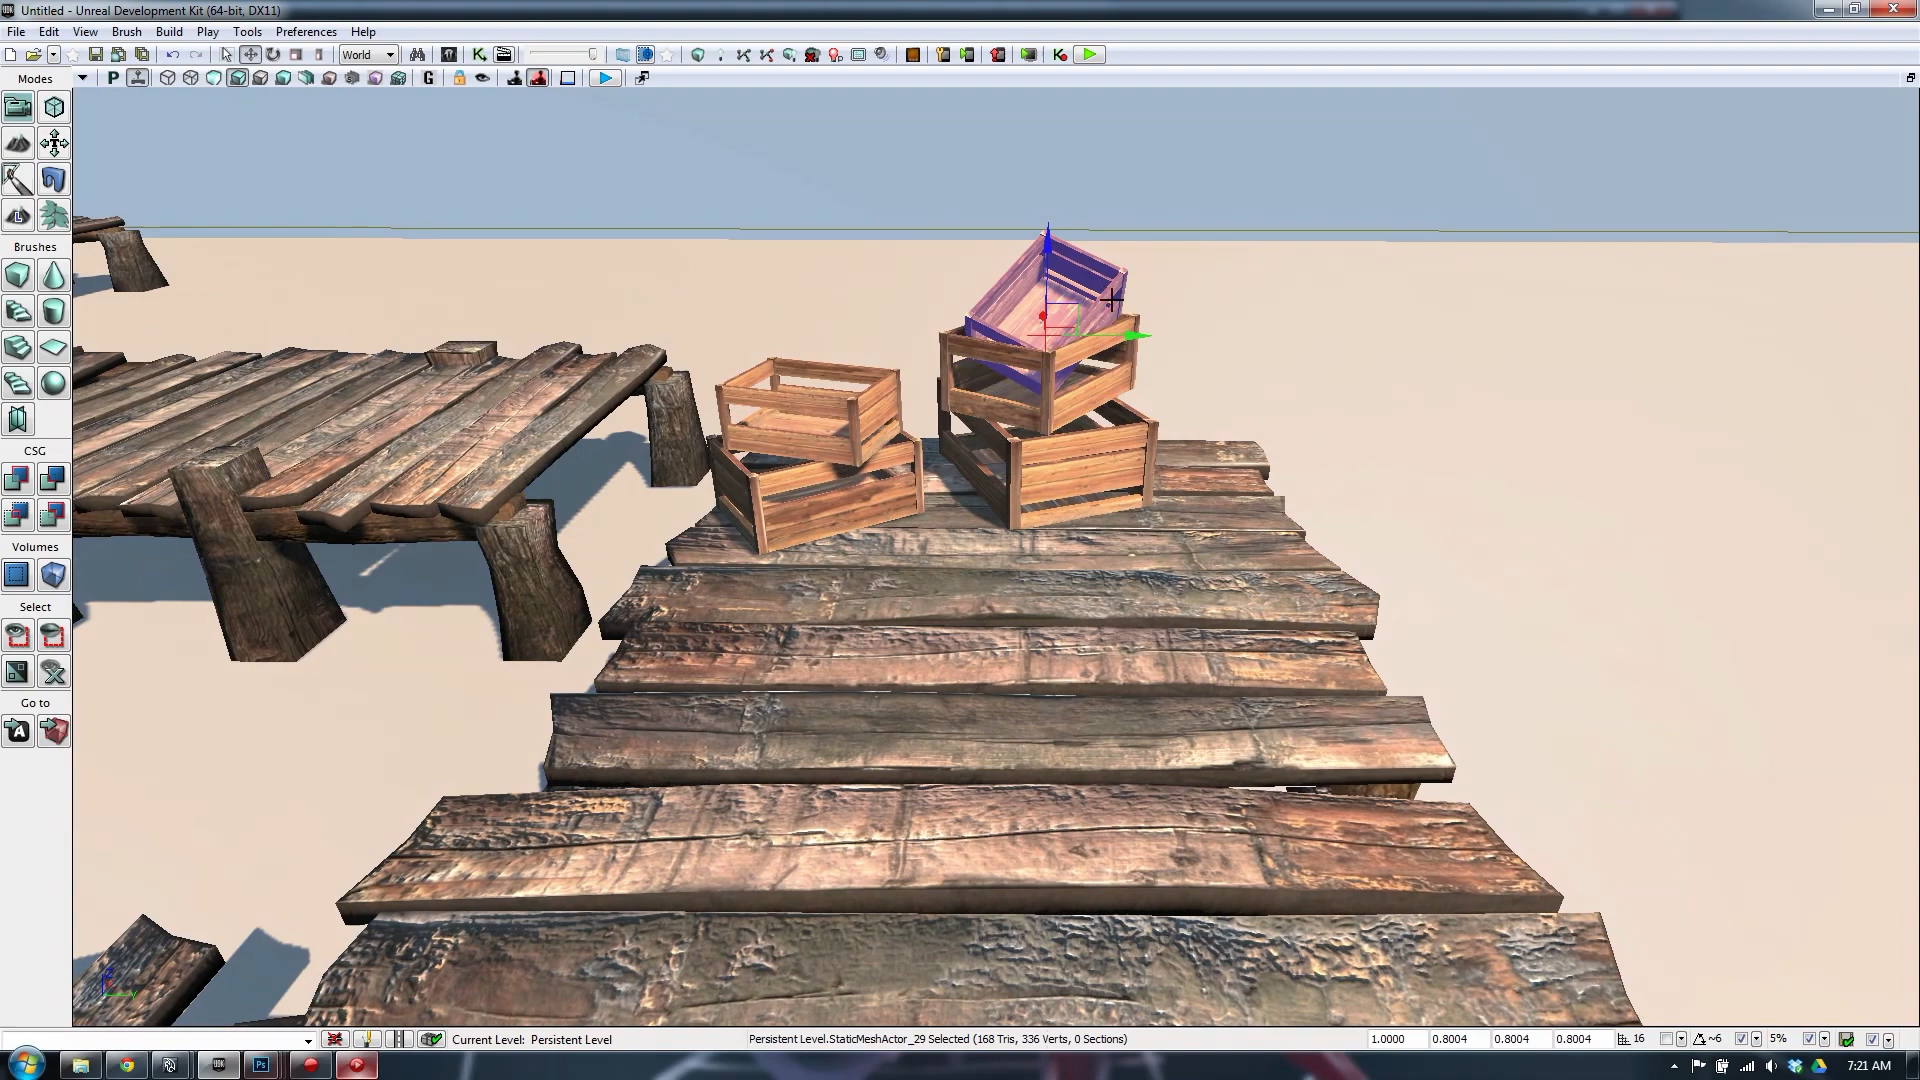 Untitled - Unreal Development Kit (64-bit, DX11)
File Edit View Brush Build Play Tools Preferences Help
World
Modes
P
G
Brushes
CSG
Volumes
Select
Go to
Current Level: Persistent Level
Persistent Level.StaticMeshActor_29 Selected (168 Tris, 336 Verts, 0 Sections)
1.0000 0.8004 0.8004 0.8004 16 ~6 5%
Ps
7:21 AM